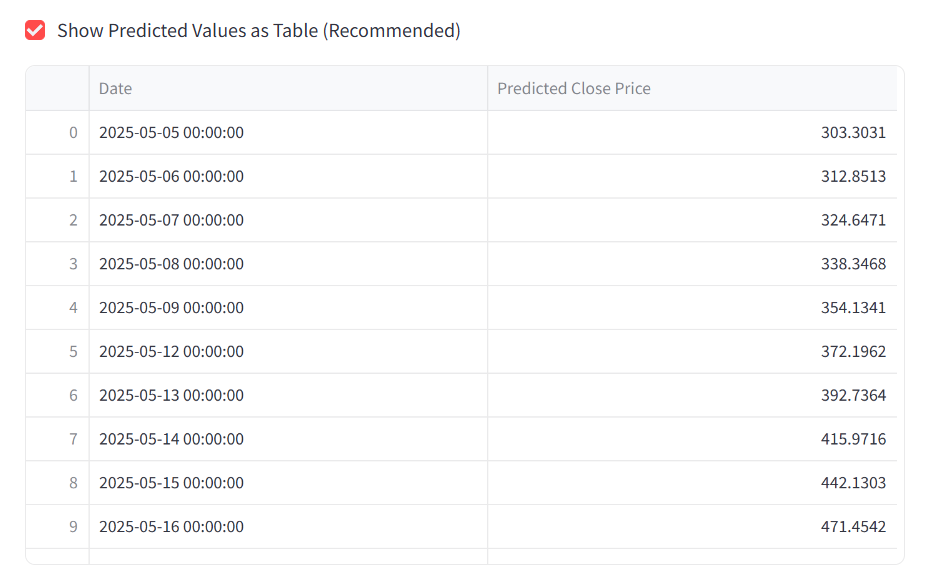 Show Predicted Values as Table (Recommended)
Date Predicted Close Price
0 2025-05-05 00:00:00 303.3031
1 2025-05-06 00:00:00 312.8513
2 2025-05-07 00:00:00 324.6471
3 2025-05-08 00:00:00 338.3468
4 2025-05-09 00:00:00 354.1341
5 2025-05-12 00:00:00 372.1962
6 2025-05-13 00:00:00 392.7364
7 2025-05-14 00:00:00 415.9716
8 2025-05-15 00:00:00 442.1303
9 2025-05-16 00:00:00 471.4542